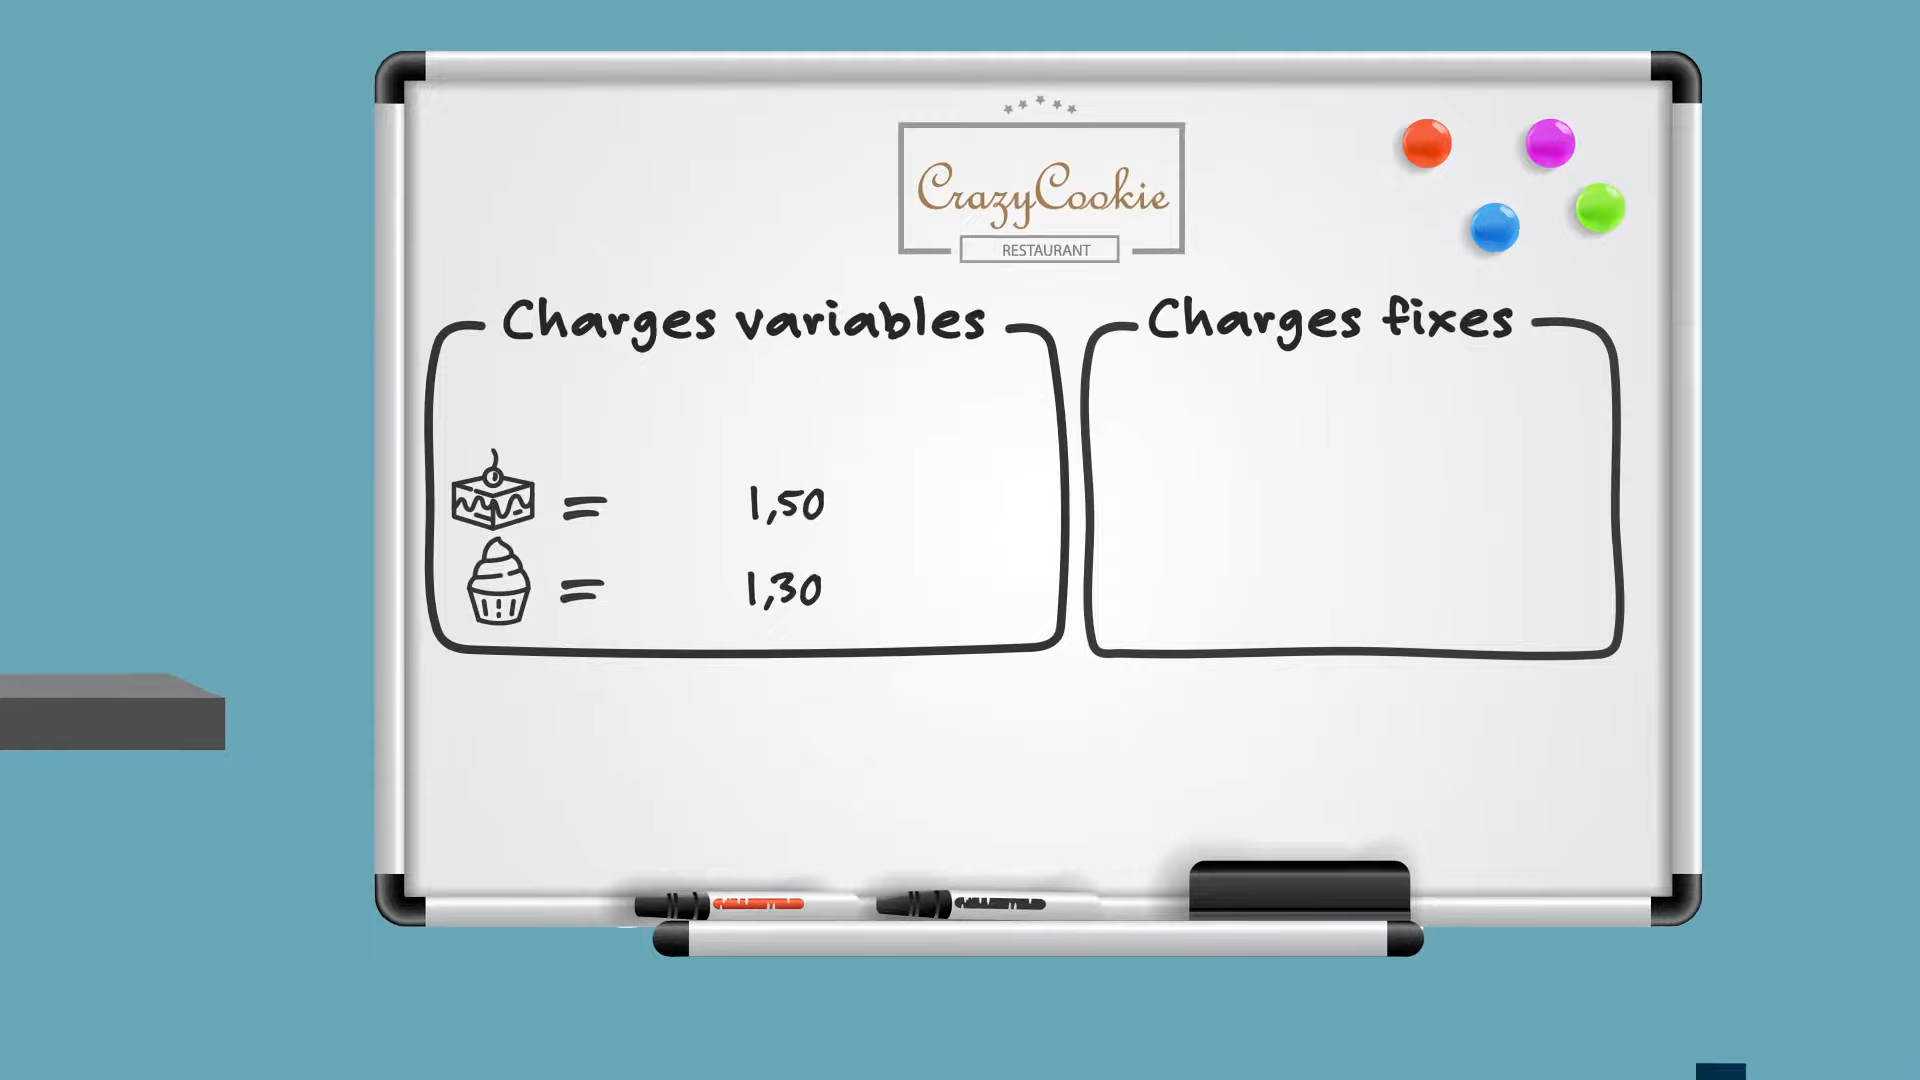 CrazyCookie
RESTAURANT
Charges variables
Charges fixes
= 1,50
= 1,30